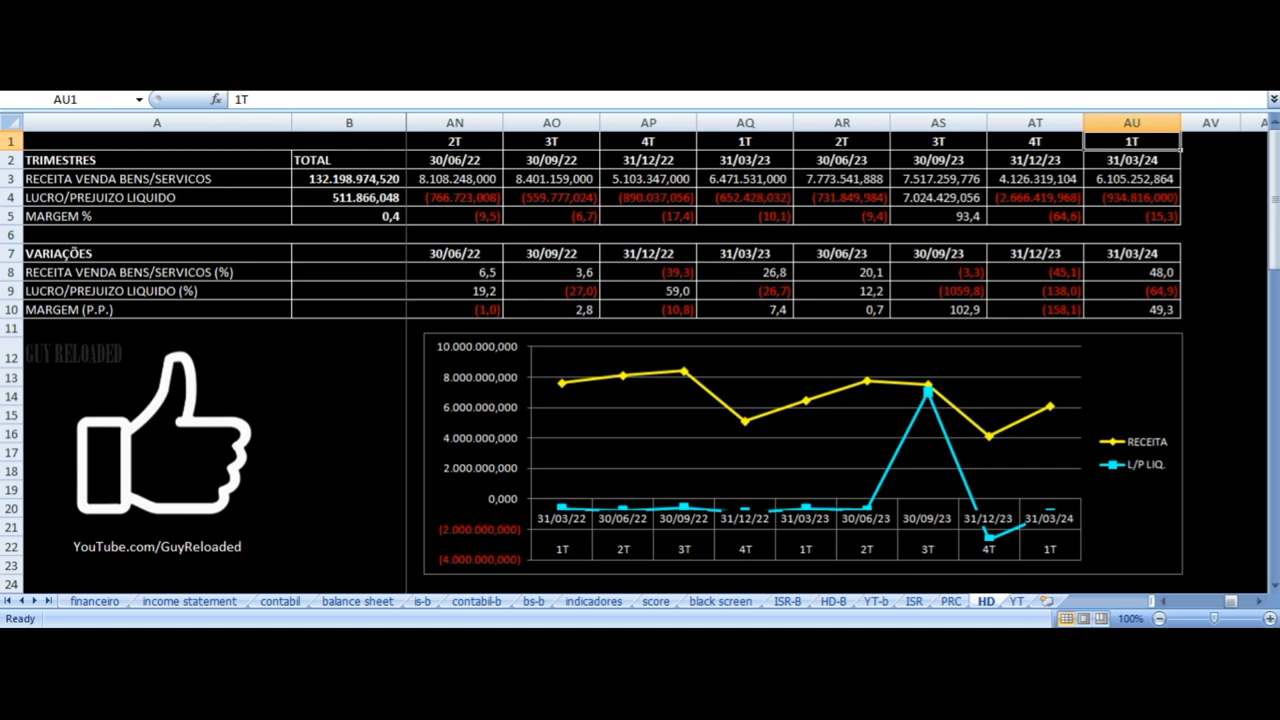 AU1 fx 1T
A B AN AO AP AQ AR AS AT AU AV A
1 2T 3T 4T 1T 2T 3T 4T 1T
2 TRIMESTRES TOTAL 30/06/22 30/09/22 31/12/22 31/03/23 30/06/23 30/09/23 31/12/23 31/03/24
3 RECEITA VENDA BENS/SERVICOS 132.198.974,520 8.108.248,000 8.401.159,000 5.103.347,000 6.471.531,000 7.773.541,888 7.517.259,776 4.126.319,104 6.105.252,864
4 LUCRO/PREJUIZO LIQUIDO 511.866,048 (766.723,008) (559.777,024) (890.037,056) (652.428,032) (731.849,984) 7.024.429,056 (2.666.419,968) (934.816,000)
5 MARGEM % 0,4 (9,5) (6,7) (17,4) (10,1) (9,4) 93,4 (64,6) (15,3)
6
7 VARIAÇÕES 30/06/22 30/09/22 31/12/22 31/03/23 30/06/23 30/09/23 31/12/23 31/03/24
8 RECEITA VENDA BENS/SERVICOS (%) 6,5 3,6 (39,3) 26,8 20,1 (3,3) (45,1) 48,0
9 LUCRO/PREJUIZO LIQUIDO (%) 19,2 (27,0) 59,0 (26,7) 12,2 (1059,8) (138,0) (64,9)
10 MARGEM (P.P.) (1,0) 2,8 (10,8) 7,4 0,7 102,9 (158,1) 49,3
11
12 GUY RELOADED
13
14
15
16
17
18
19
20
21
22 YouTube.com/GuyReloaded
23
24
10.000.000,000
8.000.000,000
6.000.000,000
4.000.000,000
2.000.000,000
0,000
(2.000.000,000)
(4.000.000,000)
31/03/22 30/06/22 30/09/22 31/12/22 31/03/23 30/06/23 30/09/23 31/12/23 31/03/24
1T 2T 3T 4T 1T 2T 3T 4T 1T
RECEITA
L/P LIQ.
financeiro income statement contabil balance sheet is-b contabil-b bs-b indicadores score black screen ISR-B HD-B YT-b ISR PRC HD YT
Ready 100%